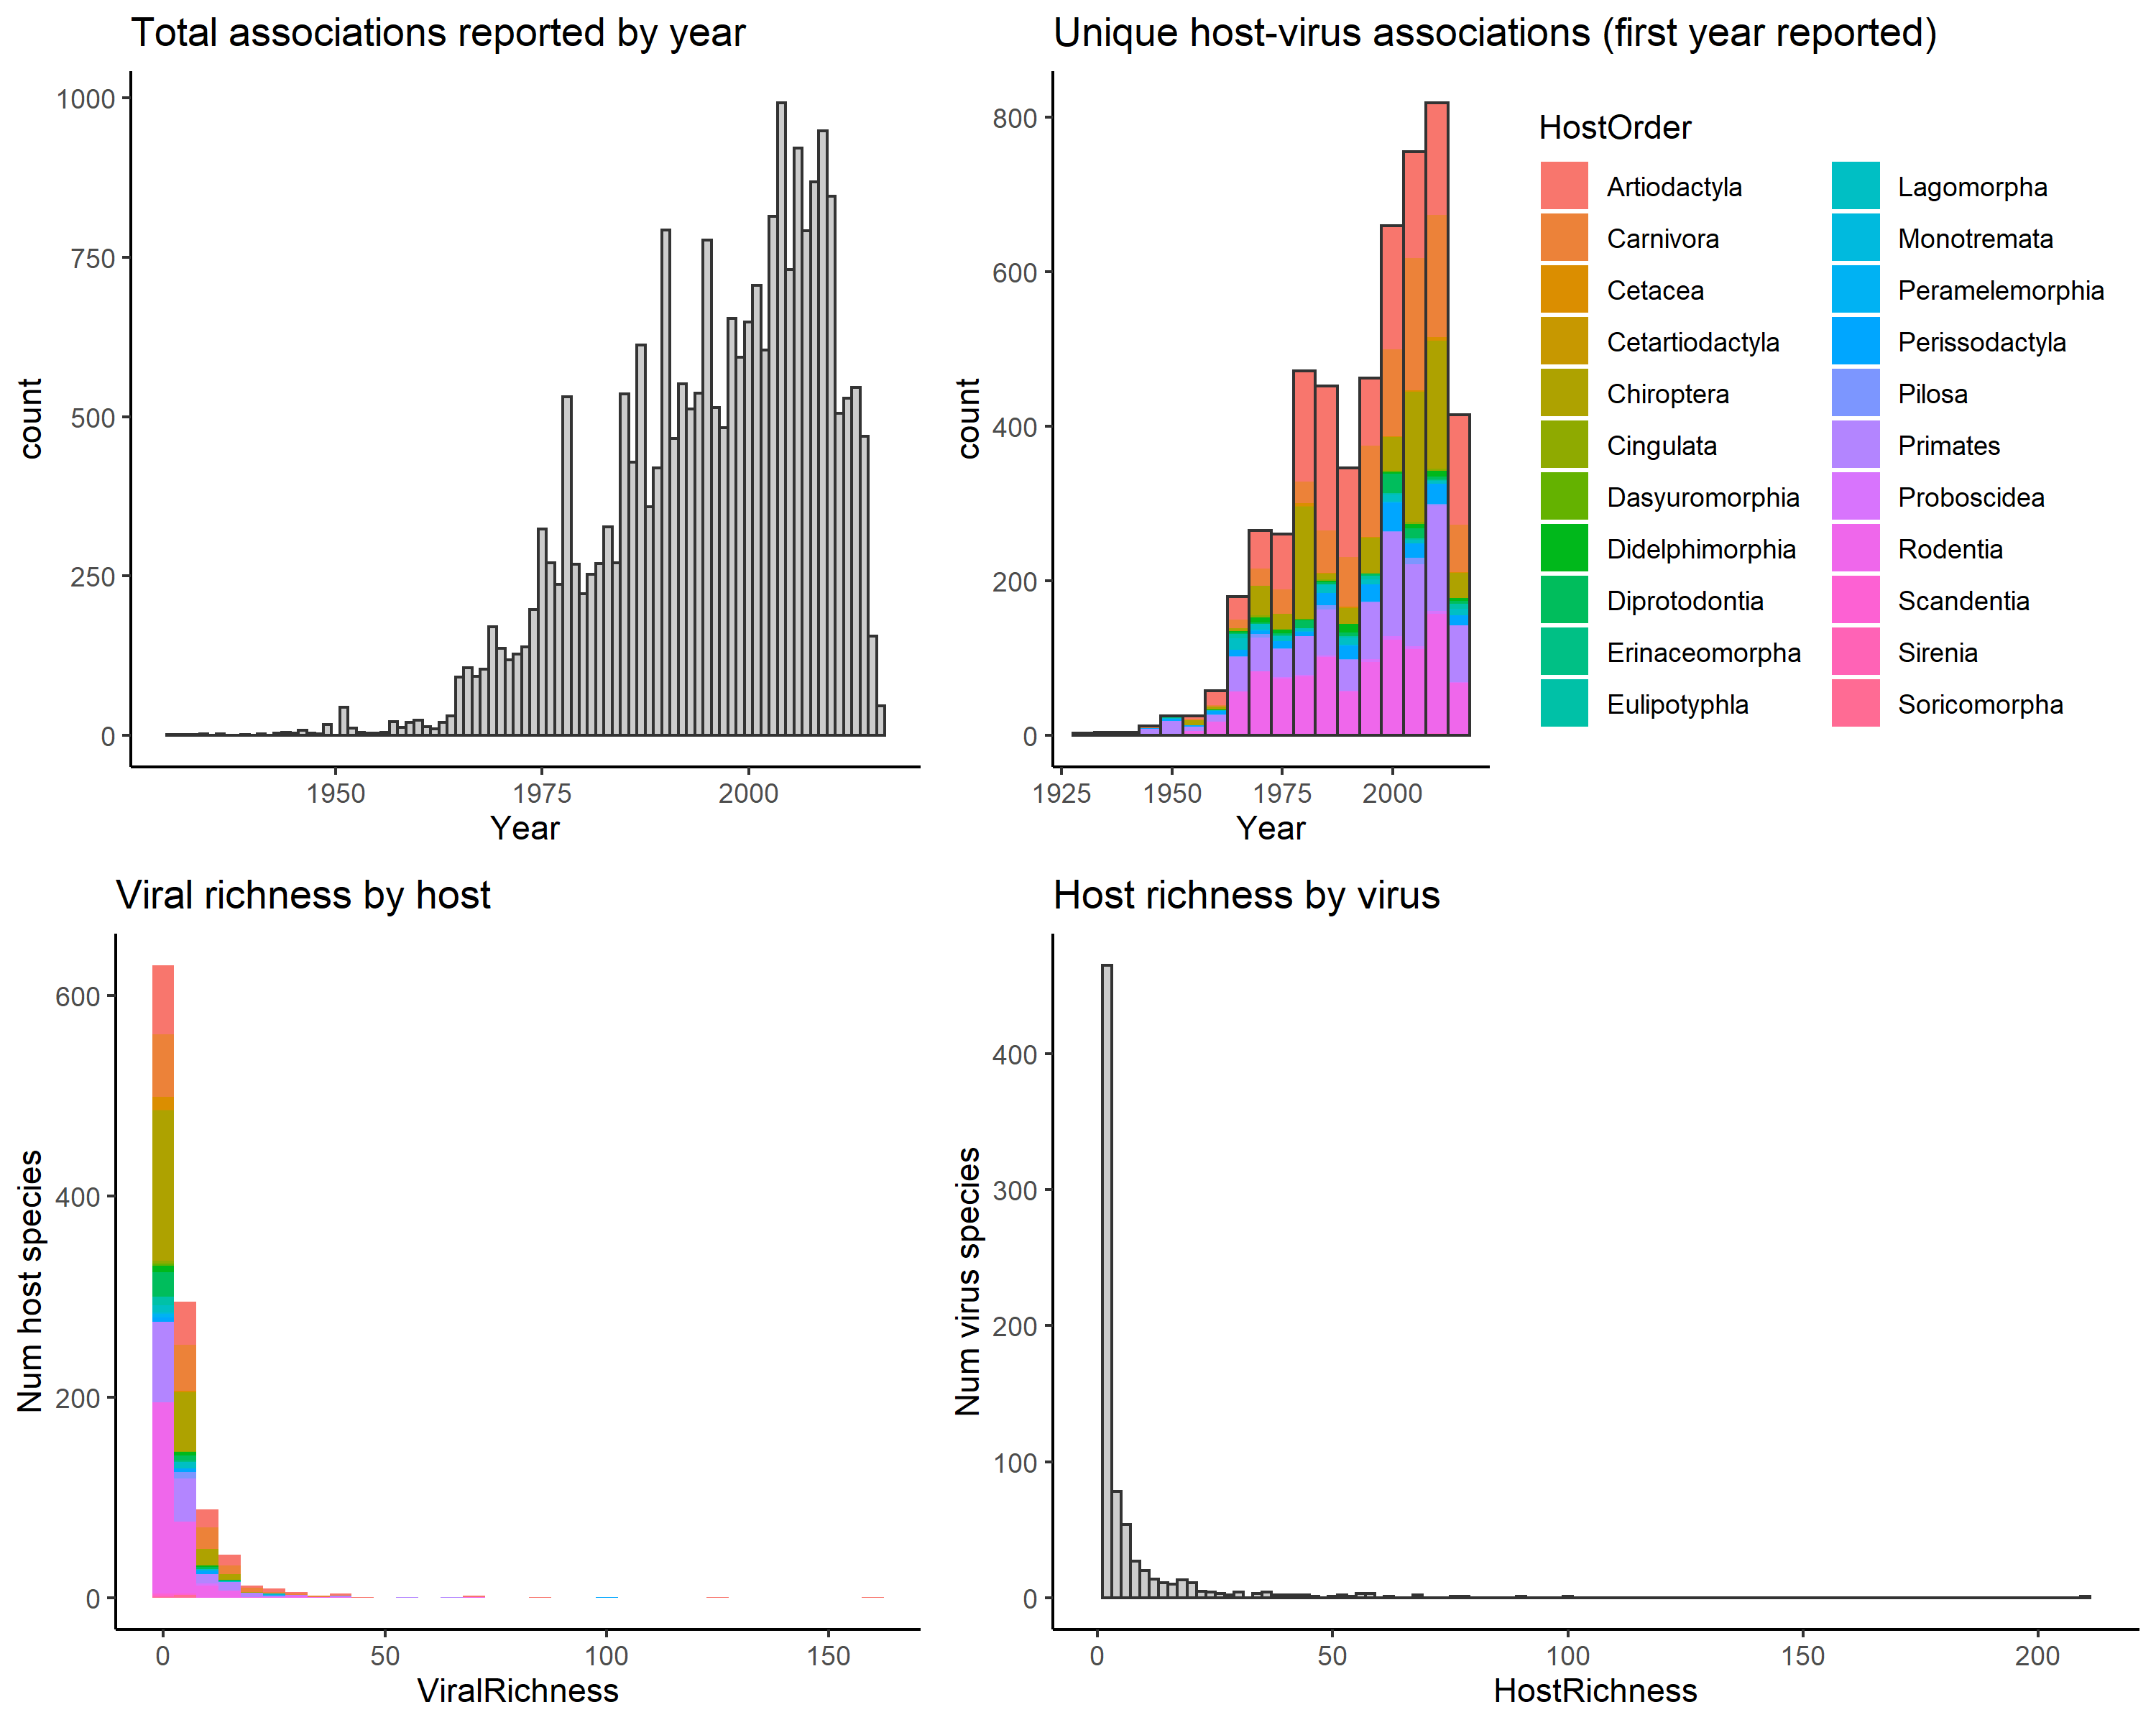 Total associations reported by year
1000
750
500
250
0
count
1950
1975
2000
Year
Unique host-virus associations (first year reported)
800
600
400
200
0
count
1925
1950
1975
2000
Year
HostOrder
Artiodactyla
Carnivora
Cetacea
Cetartiodactyla
Chiroptera
Cingulata
Dasyuromorphia
Didelphimorphia
Diprotodontia
Erinaceomorpha
Eulipotyphla
Lagomorpha
Monotremata
Peramelemorphia
Perissodactyla
Pilosa
Primates
Proboscidea
Rodentia
Scandentia
Sirenia
Soricomorpha
Viral richness by host
600
400
200
0
Num host species
0
50
100
150
ViralRichness
Host richness by virus
400
300
200
100
0
Num virus species
0
50
100
150
200
HostRichness